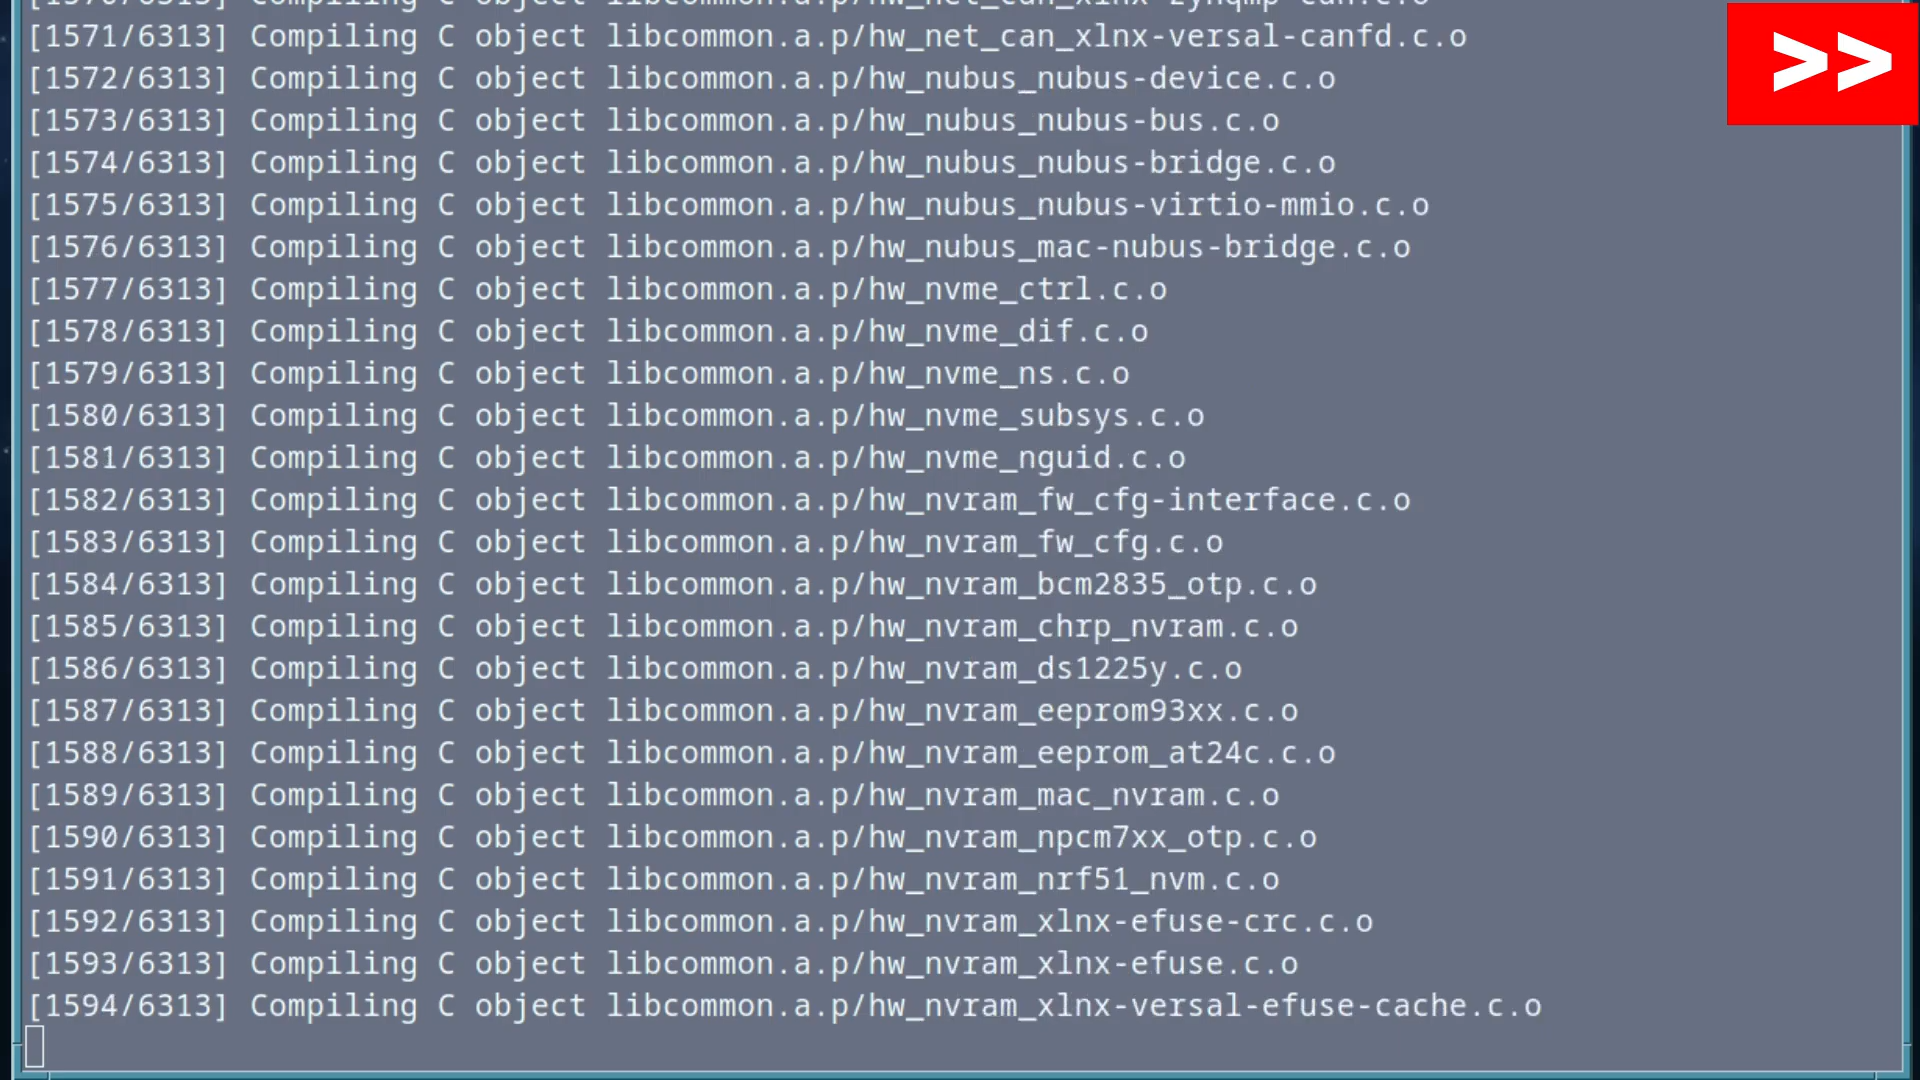 [1570/6313] Compiling C object libcommon.a.p/hw_net_can_xlnx-zynqmp-can.c.o
[1571/6313] Compiling C object libcommon.a.p/hw_net_can_xlnx-versal-canfd.c.o
>>
[1572/6313] Compiling C object libcommon.a.p/hw_nubus_nubus-device.c.o
[1573/6313] Compiling C object libcommon.a.p/hw_nubus_nubus-bus.c.o
[1574/6313] Compiling C object libcommon.a.p/hw_nubus_nubus-bridge.c.o
[1575/6313] Compiling C object libcommon.a.p/hw_nubus_nubus-virtio-mmio.c.o
[1576/6313] Compiling C object libcommon.a.p/hw_nubus_mac-nubus-bridge.c.o
[1577/6313] Compiling C object libcommon.a.p/hw_nvme_ctrl.c.o
[1578/6313] Compiling C object libcommon.a.p/hw_nvme_dif.c.o
[1579/6313] Compiling C object libcommon.a.p/hw_nvme_ns.c.o
[1580/6313] Compiling C object libcommon.a.p/hw_nvme_subsys.c.o
[1581/6313] Compiling C object libcommon.a.p/hw_nvme_nguid.c.o
[1582/6313] Compiling C object libcommon.a.p/hw_nvram_fw_cfg-interface.c.o
[1583/6313] Compiling C object libcommon.a.p/hw_nvram_fw_cfg.c.o
[1584/6313] Compiling C object libcommon.a.p/hw_nvram_bcm2835_otp.c.o
[1585/6313] Compiling C object libcommon.a.p/hw_nvram_chrp_nvram.c.o
[1586/6313] Compiling C object libcommon.a.p/hw_nvram_ds1225y.c.o
[1587/6313] Compiling C object libcommon.a.p/hw_nvram_eeprom93xx.c.o
[1588/6313] Compiling C object libcommon.a.p/hw_nvram_eeprom_at24c.c.o
[1589/6313] Compiling C object libcommon.a.p/hw_nvram_mac_nvram.c.o
[1590/6313] Compiling C object libcommon.a.p/hw_nvram_npcm7xx_otp.c.o
[1591/6313] Compiling C object libcommon.a.p/hw_nvram_nrf51_nvm.c.o
[1592/6313] Compiling C object libcommon.a.p/hw_nvram_xlnx-efuse-crc.c.o
[1593/6313] Compiling C object libcommon.a.p/hw_nvram_xlnx-efuse.c.o
[1594/6313] Compiling C object libcommon.a.p/hw_nvram_xlnx-versal-efuse-cache.c.o